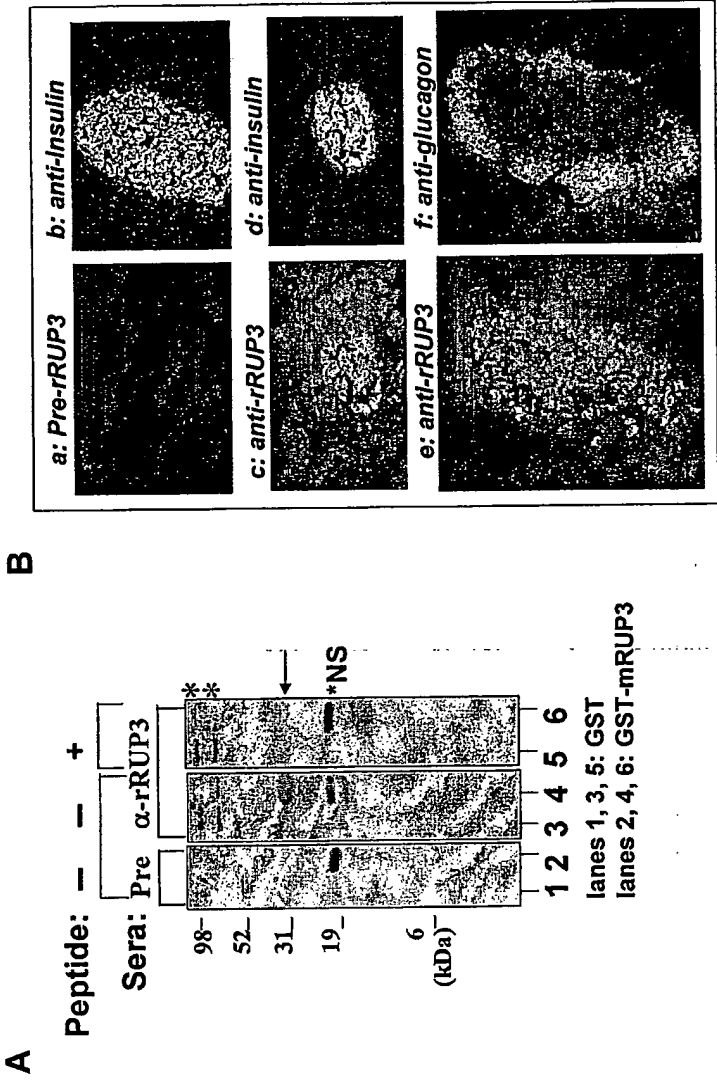 A
Peptide: – – +
Sera: Pre α-rRUP3
98
52
31
19
6
(kDa)
*
*
*NS
1 2 3 4 5 6
lanes 1, 3, 5: GST
lanes 2, 4, 6: GST-mRUP3
B
a: Pre-rRUP3
b: anti-Insulin
c: anti-rRUP3
d: anti-insulin
e: anti-rRUP3
f: anti-glucagon